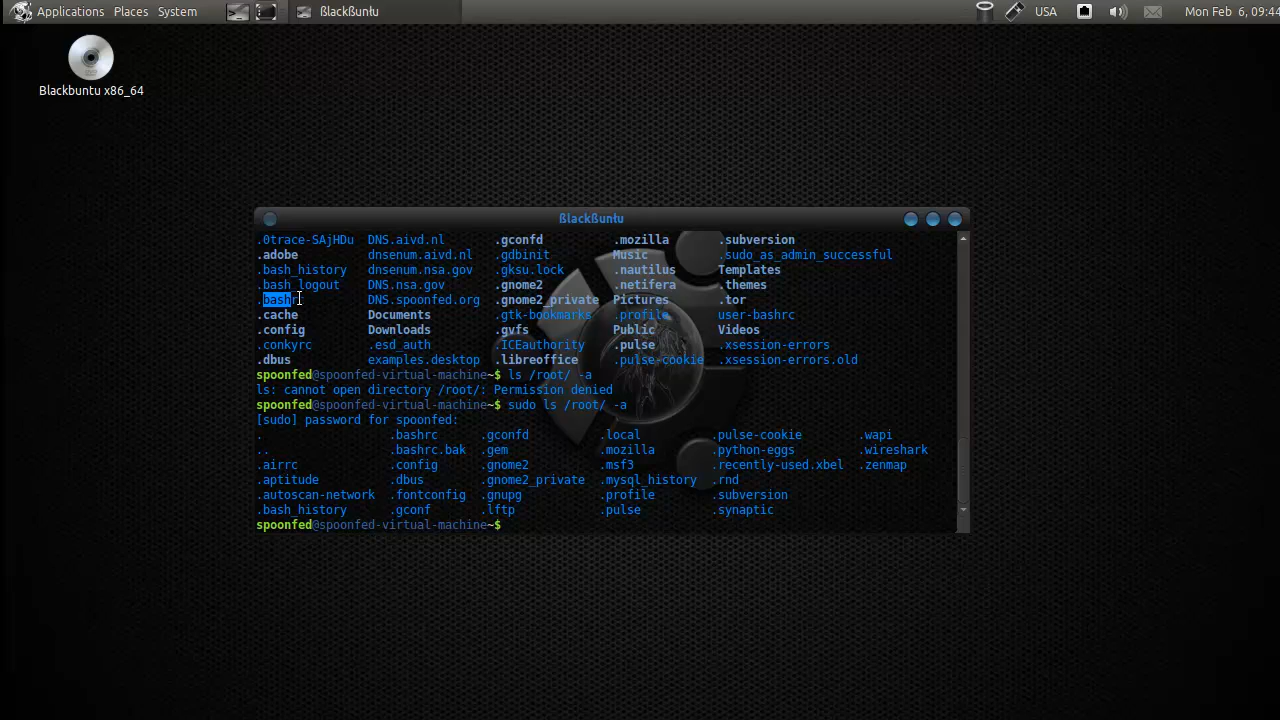 Applications Places System ßlackßunłu USA Mon Feb 6, 09:44
Blackbuntu x86_64
ßlackßunłu
.0trace-SAjHDu DNS.aivd.nl .gconfd .mozilla .subversion
.adobe dnsenum.aivd.nl .gdbinit Music .sudo_as_admin_successful
.bash_history dnsenum.nsa.gov .gksu.lock .nautilus Templates
.bash_logout DNS.nsa.gov .gnome2 .netifera .themes
.bashr DNS.spoonfed.org .gnome2_private Pictures .tor
.cache Documents .gtk-bookmarks .profile user-bashrc
.config Downloads .gvfs Public Videos
.conkyrc .esd_auth .ICEauthority .pulse .xsession-errors
.dbus examples.desktop .libreoffice .pulse-cookie .xsession-errors.old
spoonfed@spoonfed-virtual-machine~$ ls /root/ -a
ls: cannot open directory /root/: Permission denied
spoonfed@spoonfed-virtual-machine~$ sudo ls /root/ -a
[sudo] password for spoonfed:
. .bashrc .gconfd .local .pulse-cookie .wapi
.. .bashrc.bak .gem .mozilla .python-eggs .wireshark
.airrc .config .gnome2 .msf3 .recently-used.xbel .zenmap
.aptitude .dbus .gnome2_private .mysql_history .rnd
.autoscan-network .fontconfig .gnupg .profile .subversion
.bash_history .gconf .lftp .pulse .synaptic
spoonfed@spoonfed-virtual-machine~$